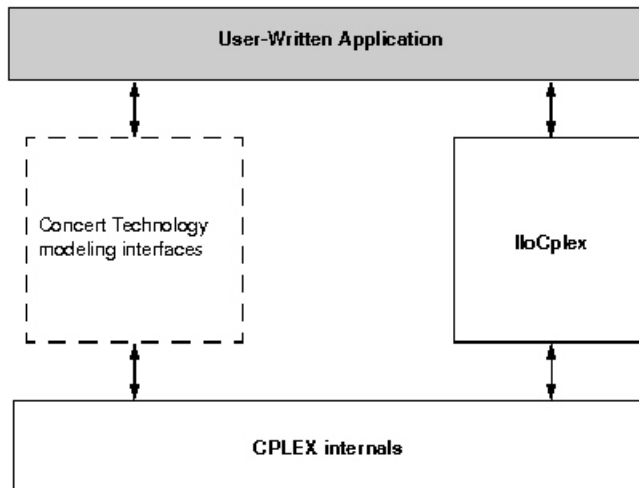 User-Written Application
Concert Technology
modeling interfaces
IloCplex
CPLEX internals